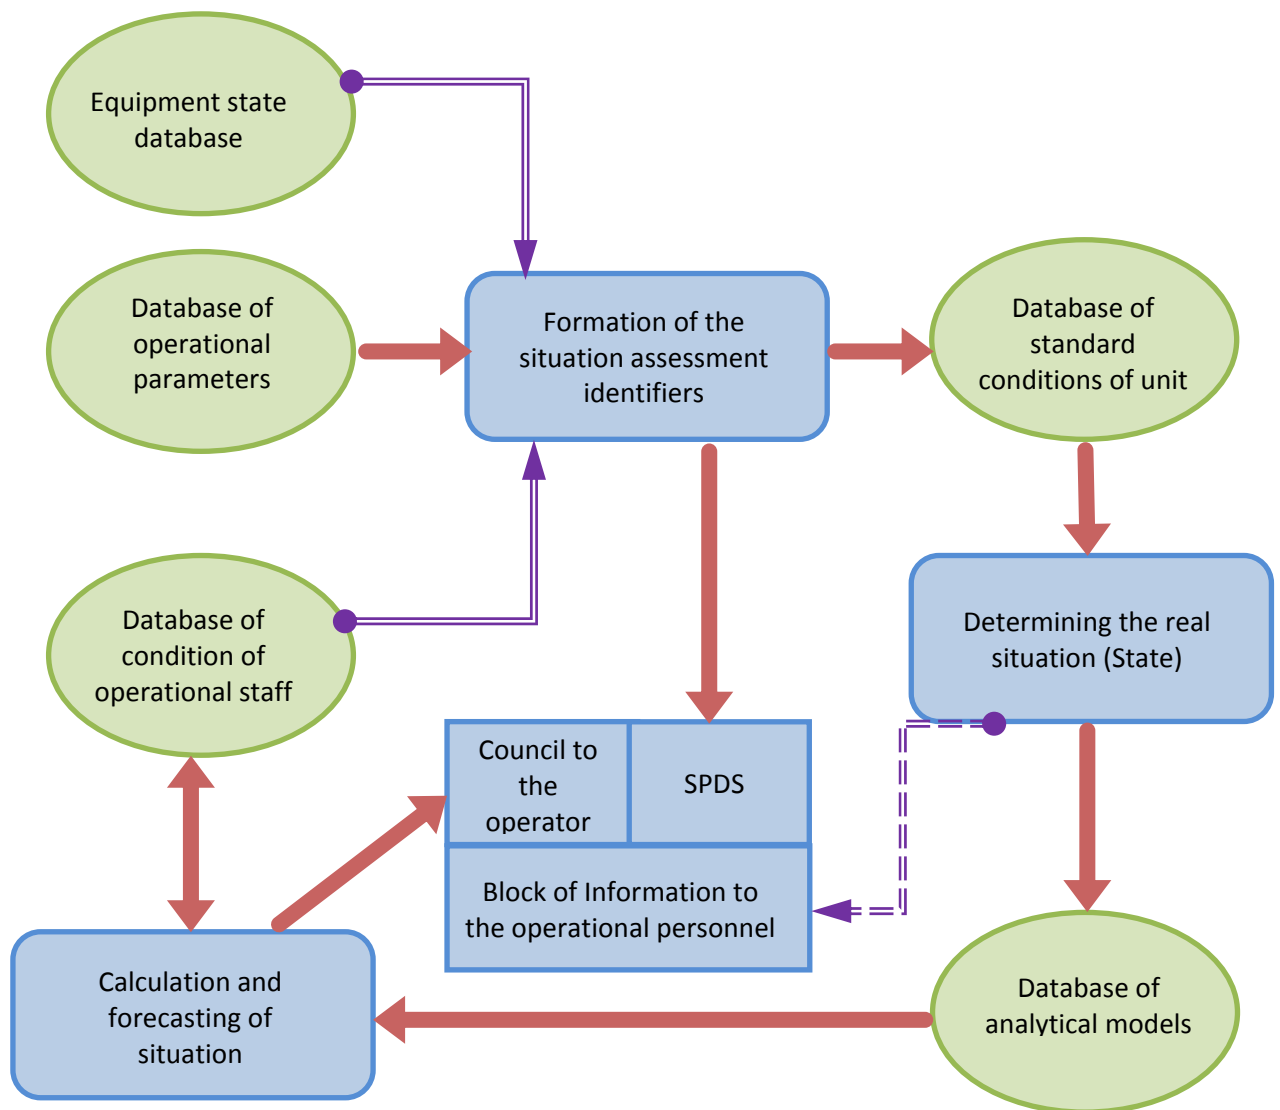 Equipment state
database
Database of
operational
parameters
Formation of the
situation assessment
identifiers
Database of
standard
conditions of unit
Database of
condition of
operational staff
Determining the real
situation (State)
Council to
the
operator
SPDS
Block of Information to
the operational personnel
Calculation and
forecasting of
situation
Database of
analytical models